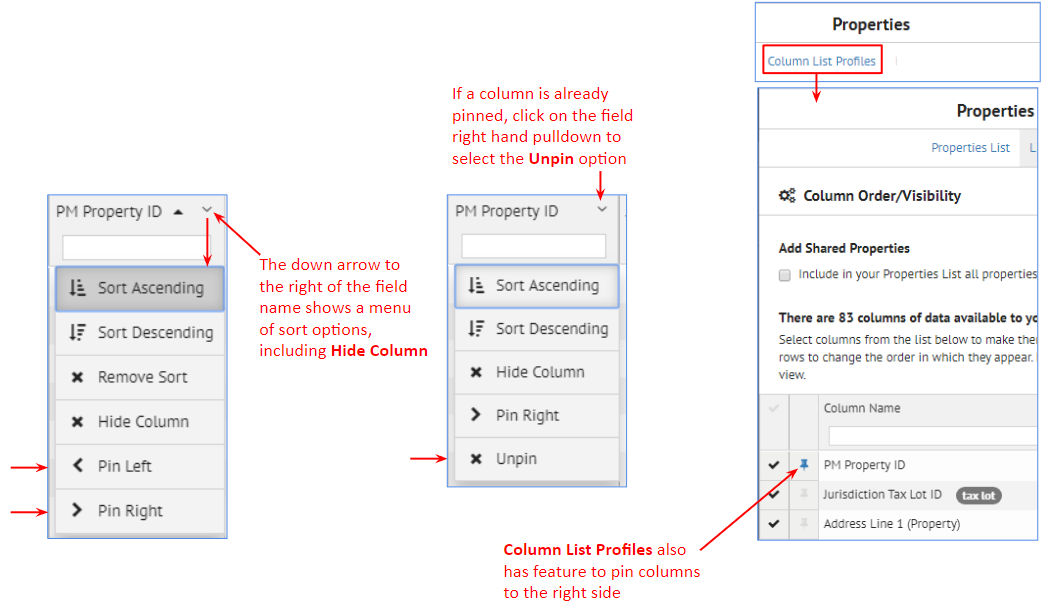 PM Property ID
Sort Ascending
Sort Descending
Remove Sort
Hide Column
Pin Left
Pin Right
The down arrow to
the right of the field
name shows a menu
of sort options,
including Hide Column
If a column is already
pinned, click on the field
right hand pulldown to
select the Unpin option
PM Property ID
Sort Ascending
Sort Descending
Hide Column
Pin Right
Unpin
Properties
Column List Profiles
Properties
Properties List L
Column Order/Visibility
Add Shared Properties
Include in your Properties List all properties
There are 83 columns of data available to yo
Select columns from the list below to make the
rows to change the order in which they appear.
view.
Column Name
PM Property ID
Jurisdiction Tax Lot ID tax lot
Address Line 1 (Property)
Column List Profiles also
has feature to pin columns
to the right side